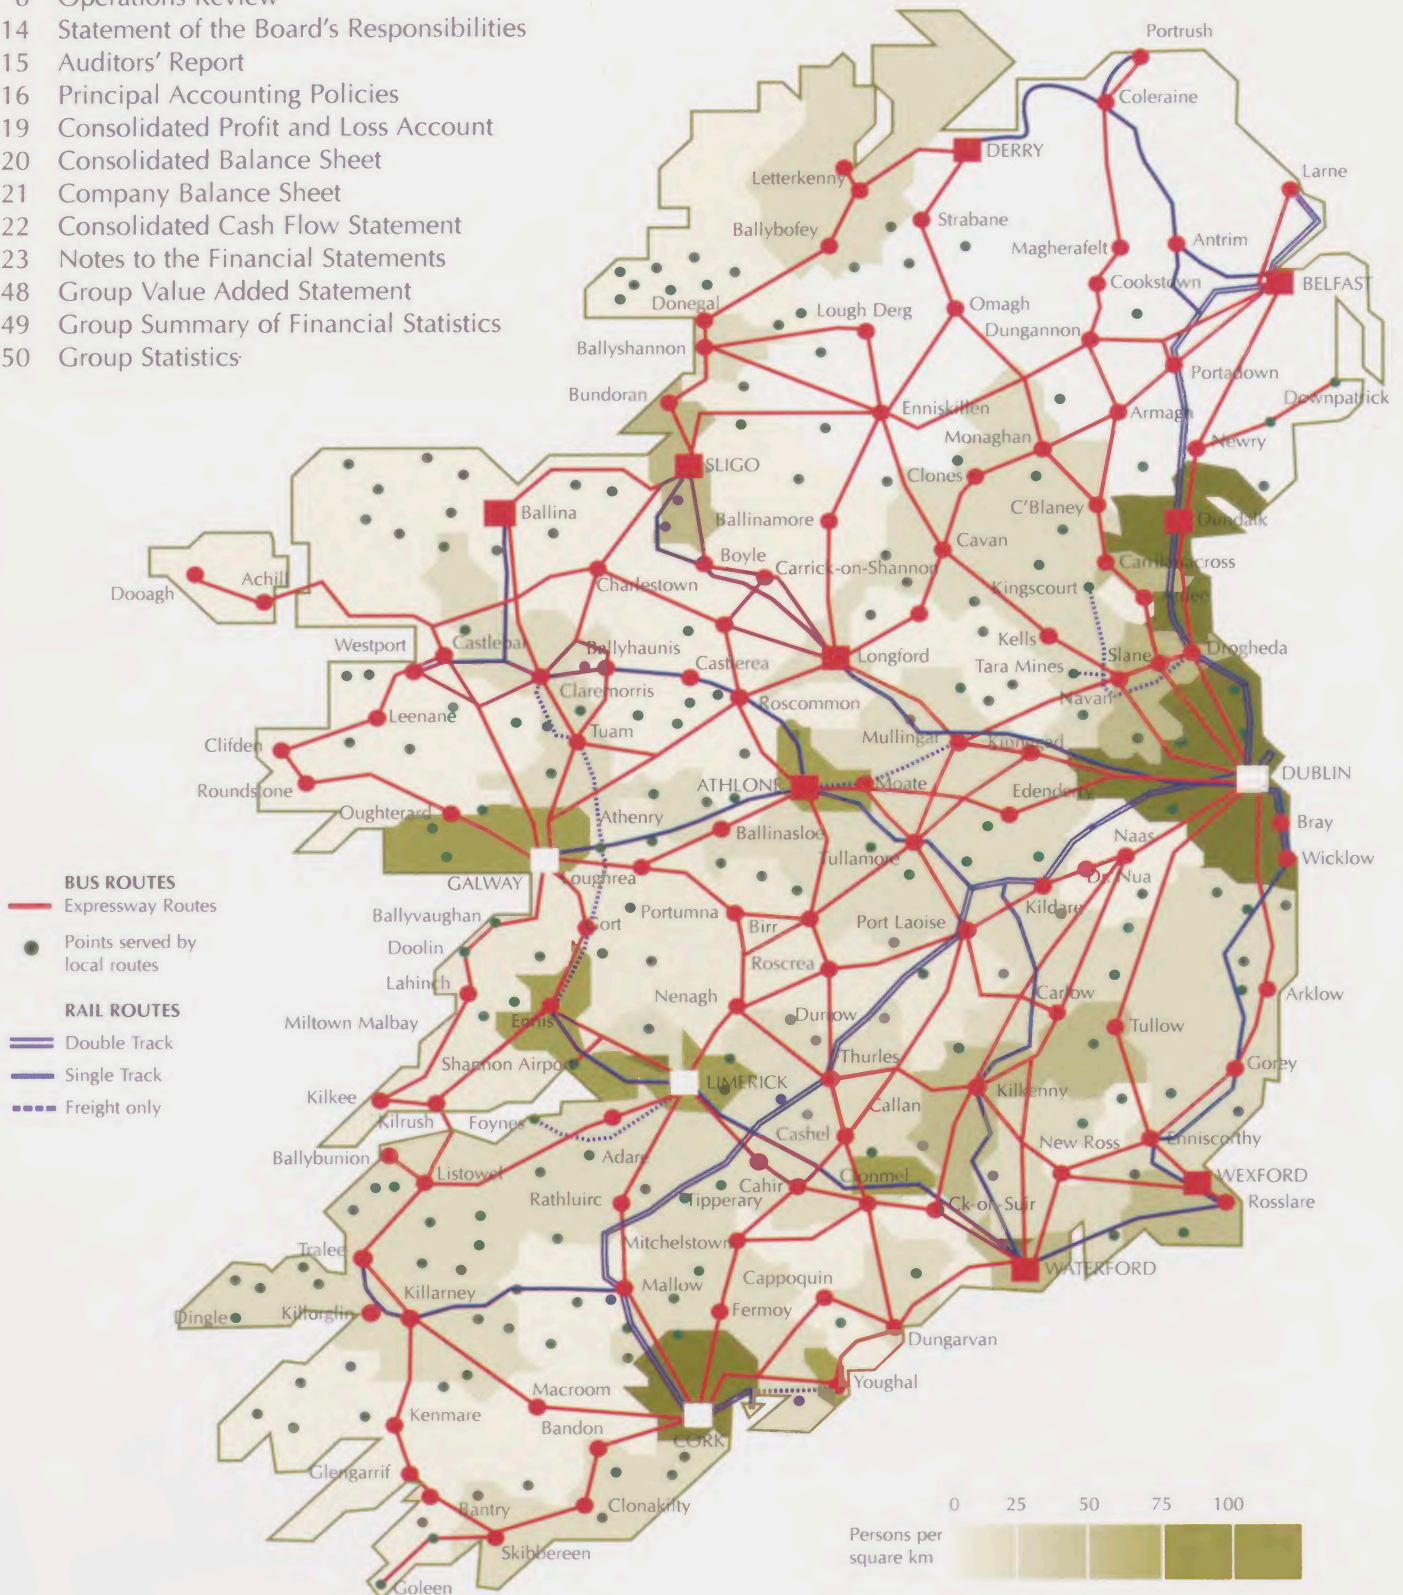 8 Operations Review
14 Statement of the Board's Responsibilities
15 Auditors' Report
16 Principal Accounting Policies
19 Consolidated Profit and Loss Account
20 Consolidated Balance Sheet
21 Company Balance Sheet
22 Consolidated Cash Flow Statement
23 Notes to the Financial Statements
48 Group Value Added Statement
49 Group Summary of Financial Statistics
50 Group Statistics
Portrush
Coleraine
DERRY
Larne
Letterkenny
Strabane
Ballybofey
Magherafelt
Antrim
Cookstown
BELFAST
Donegal
Lough Derg
Omagh
Dungannon
Ballyshannon
Portadown
Bundoran
Downpatrick
Enniskillen
Armagh
Monaghan
Newry
SLIGO
Clones
C'Blaney
Ballina
Ballinamore
Dundalk
Cavan
Boyle
Carrick-on-Shannon
Carrikmacross
Charlestown
Kingscourt
Dooagh
Achill
Ardee
Kells
Westport
Castlebar
Ballyhaunis
Longford
Slane
Drogheda
Castlerea
Tara Mines
Claremorris
Roscommon
Navan
Leenane
Tuam
Mullingar
Kinnegad
Clifden
DUBLIN
Roundstone
ATHLONE
Moate
Edenderry
Oughterard
Athenry
Ballinasloe
Bray
Naas
Tullamore
Wicklow
GALWAY
Loughrea
Dr. Nua
Kildare
Ballyvaughan
Portumna
Birr
Port Laoise
Gort
Doolin
Roscrea
Lahinch
Nenagh
Carlow
Arklow
Miltown Malbay
Ennis
Durrow
Tullow
Shannon Airport
Thurles
Gorey
LIMERICK
Kilkenny
Kilkee
Kilrush
Foynes
Callan
Cashel
New Ross
Enniscorthy
Ballybunion
Adare
Listowel
Cahir
Clonmel
WEXFORD
Rathluirc
Tipperary
Ck-on-Suir
Rosslare
Tralee
Mitchelstown
WATERFORD
Killarney
Mallow
Cappoquin
Dingle
Killorglin
Fermoy
Dungarvan
Youghal
Macroom
Kenmare
Bandon
CORK
Glengarrif
Bantry
Clonakilty
Skibbereen
Goleen
BUS ROUTES
Expressway Routes
Points served by
local routes
RAIL ROUTES
Double Track
Single Track
Freight only
0 25 50 75 100
Persons per
square km